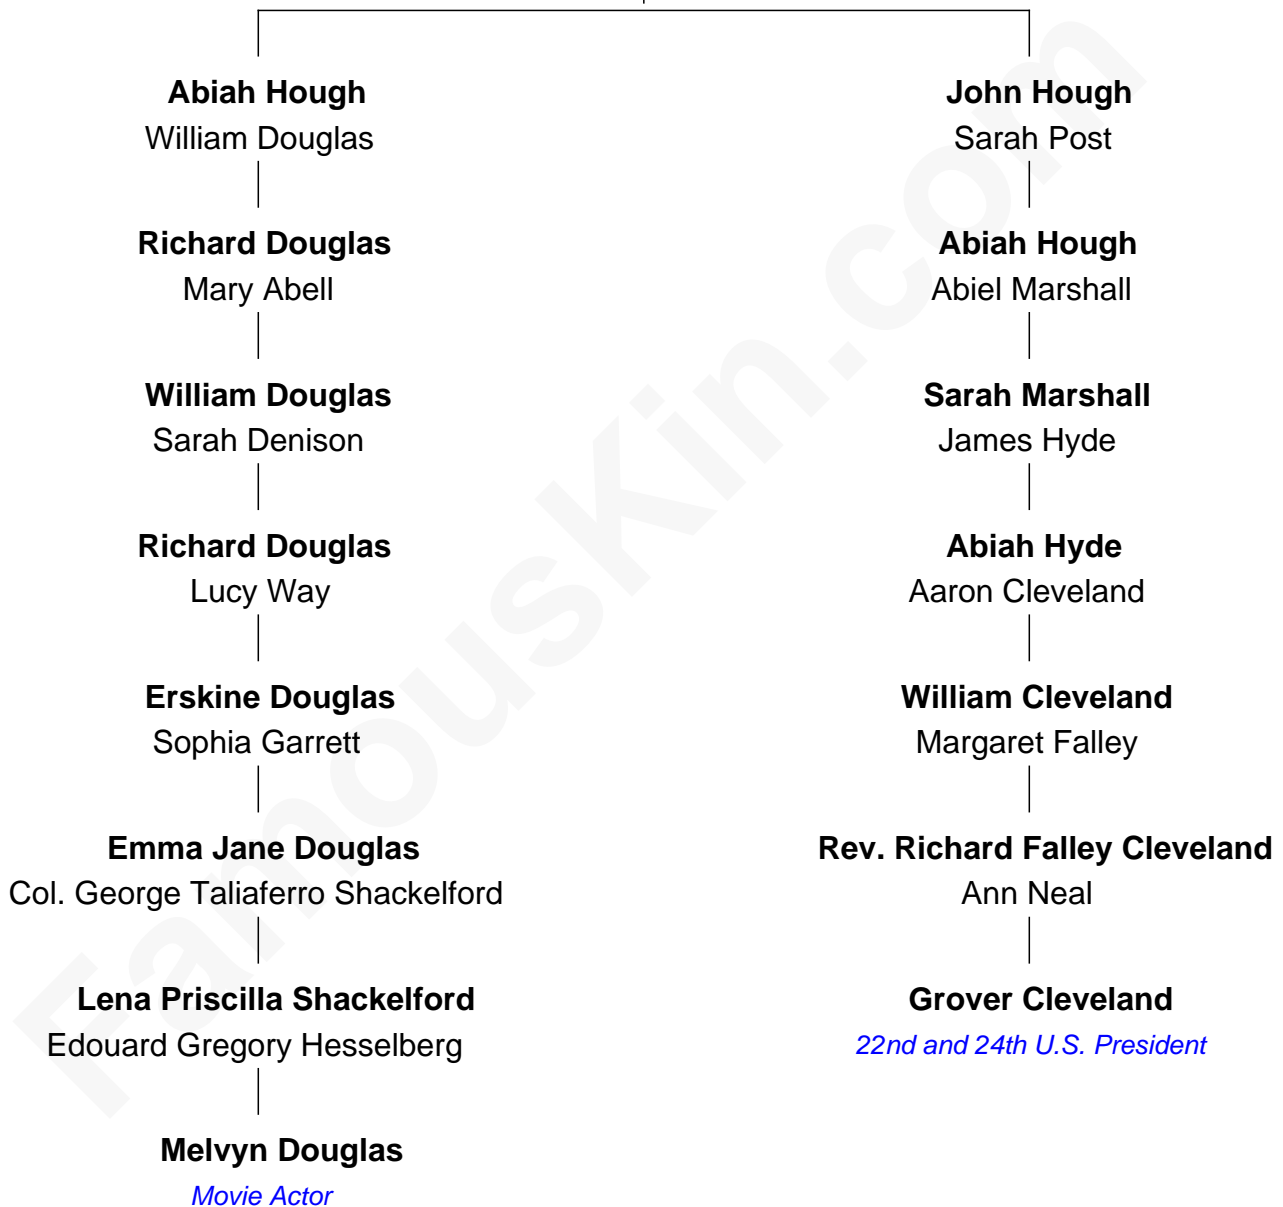 Abiah Hough
William Douglas
John Hough
Sarah Post
Richard Douglas
Mary Abell
Abiah Hough
Abiel Marshall
William Douglas
Sarah Denison
Sarah Marshall
James Hyde
Richard Douglas
Lucy Way
Abiah Hyde
Aaron Cleveland
Erskine Douglas
Sophia Garrett
William Cleveland
Margaret Falley
Emma Jane Douglas
Col. George Taliaferro Shackelford
Rev. Richard Falley Cleveland
Ann Neal
Lena Priscilla Shackelford
Edouard Gregory Hesselberg
Grover Cleveland
22nd and 24th U.S. President
Melvyn Douglas
Movie Actor
FamousKin.com